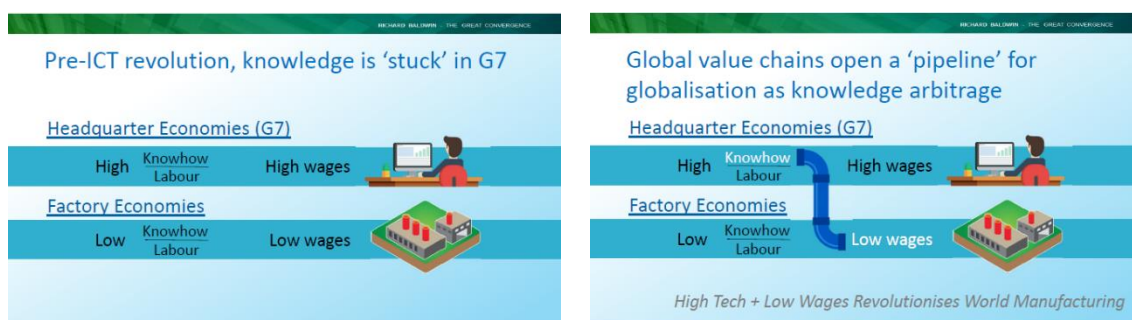 RICHARD BALDWIN - THE GREAT CONVERGENCE
Pre-ICT revolution, knowledge is ‘stuck’ in G7
Headquarter Economies (G7)
High Knowhow High wages
Labour
Factory Economies
Low Knowhow Low wages
Labour
RICHARD BALDWIN - THE GREAT CONVERGENCE
Global value chains open a ‘pipeline’ for
globalisation as knowledge arbitrage
Headquarter Economies (G7)
High Knowhow High wages
Labour
Factory Economies
Low Knowhow Low wages
Labour
High Tech + Low Wages Revolutionises World Manufacturing